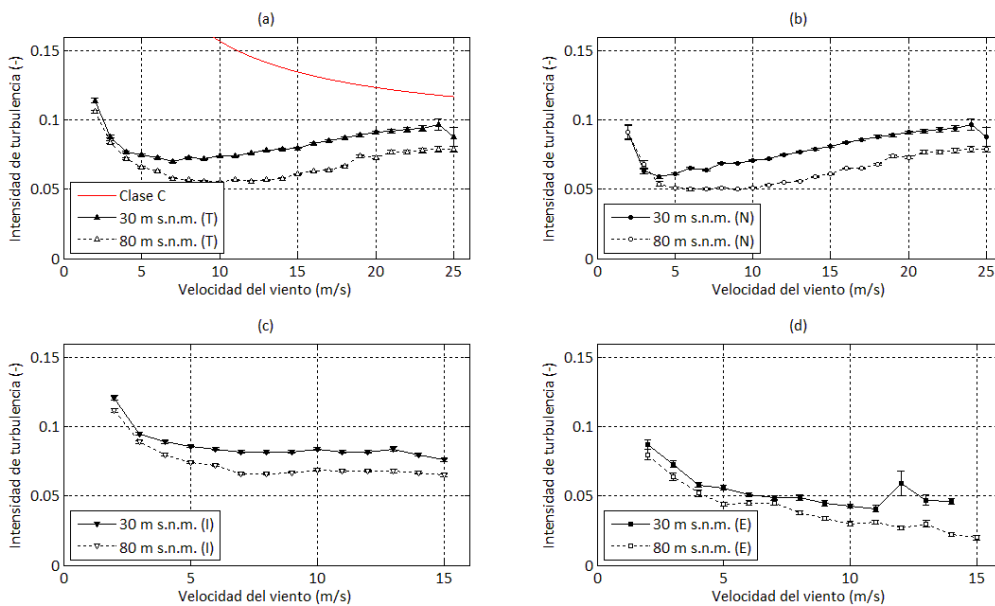 (a)
Intensidad de turbulencia (-)
0.15
0.1
0.05
0
Clase C
30 m s.n.m. (T)
80 m s.n.m. (T)
0 5 10 15 20 25
Velocidad del viento (m/s)
(b)
Intensidad de turbulencia (-)
0.15
0.1
0.05
0
30 m s.n.m. (N)
80 m s.n.m. (N)
0 5 10 15 20 25
Velocidad del viento (m/s)
(c)
Intensidad de turbulencia (-)
0.15
0.1
0.05
0
30 m s.n.m. (I)
80 m s.n.m. (I)
0 5 10 15
Velocidad del viento (m/s)
(d)
Intensidad de turbulencia (-)
0.15
0.1
0.05
0
30 m s.n.m. (E)
80 m s.n.m. (E)
0 5 10 15
Velocidad del viento (m/s)